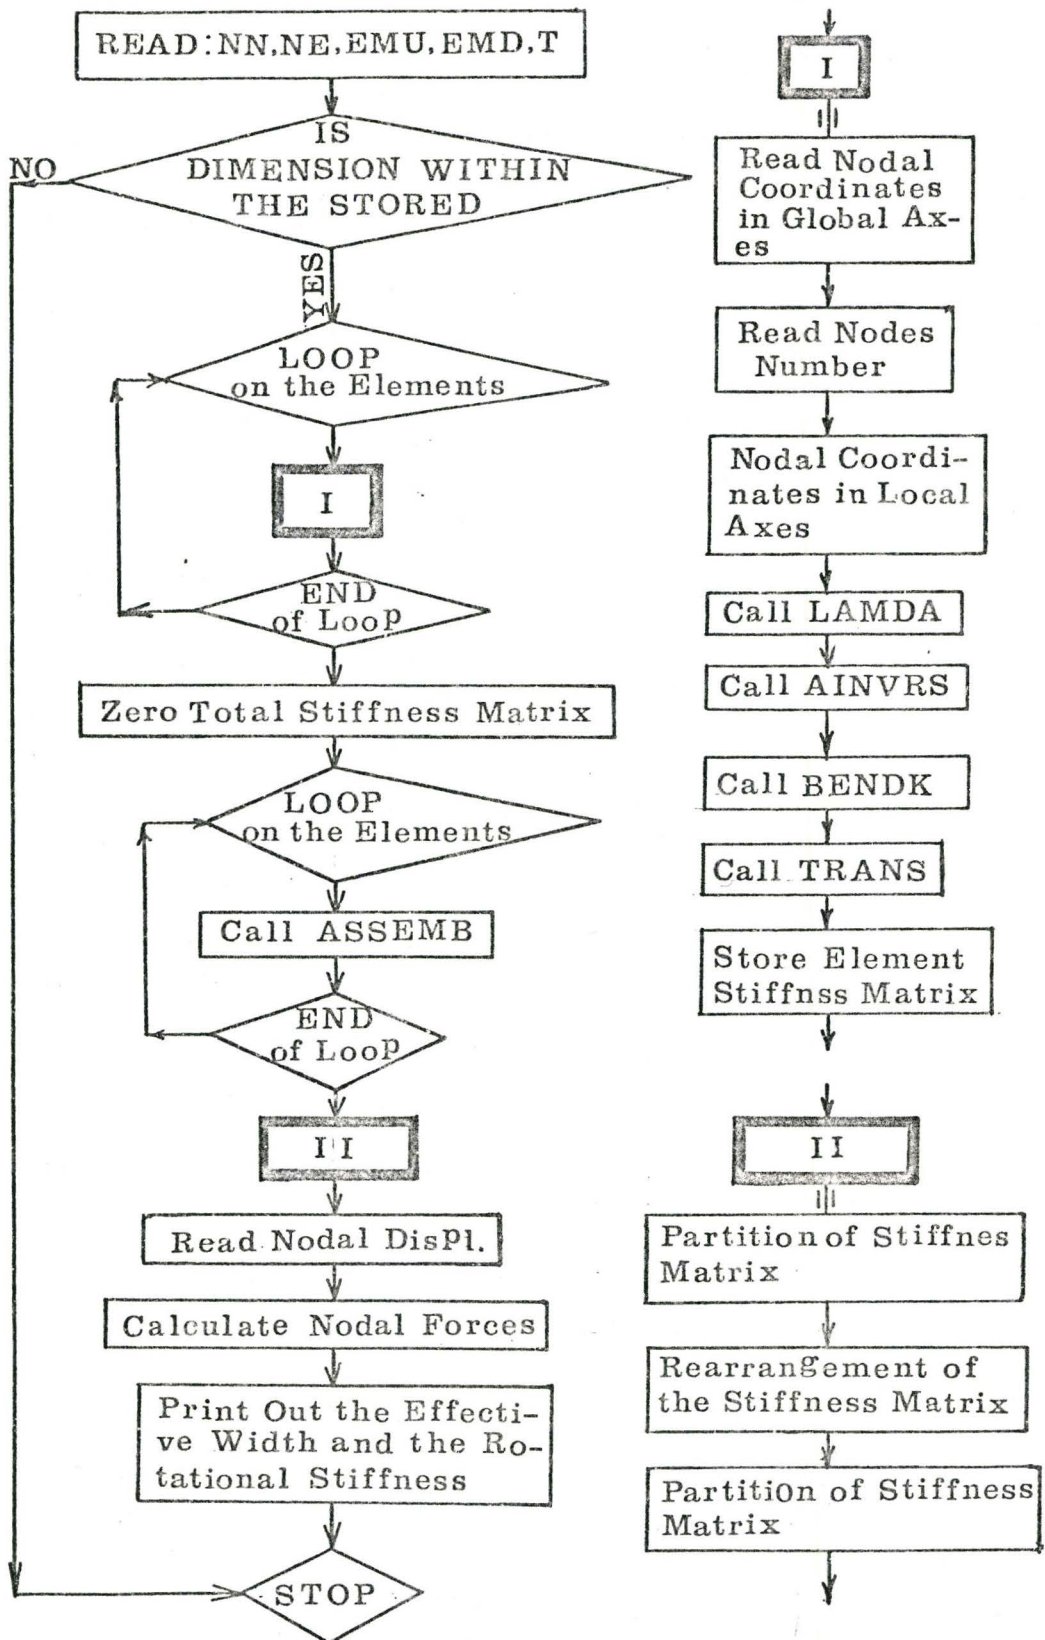 READ:NN,NE,EMU,EMD,T
IS
DIMENSION WITHIN
THE STORED
NO
YES
LOOP
on the Elements
I
END
of Loop
Zero Total Stiffness Matrix
LOOP
on the Elements
Call ASSEMB
END
of Loop
II
Read Nodal Displ.
Calculate Nodal Forces
Print Out the Effecti-
ve Width and the Ro-
tational Stiffness
STOP
I
Read Nodal
Coordinates
in Global Ax-
es
Read Nodes
Number
Nodal Coordi-
nates in Local
Axes
Call LAMDA
Call AINVRS
Call BENDK
Call TRANS
Store Element
Stiffnss Matrix
II
Partition of Stiffnes
Matrix
Rearrangement of
the Stiffness Matrix
Partition of Stiffness
Matrix